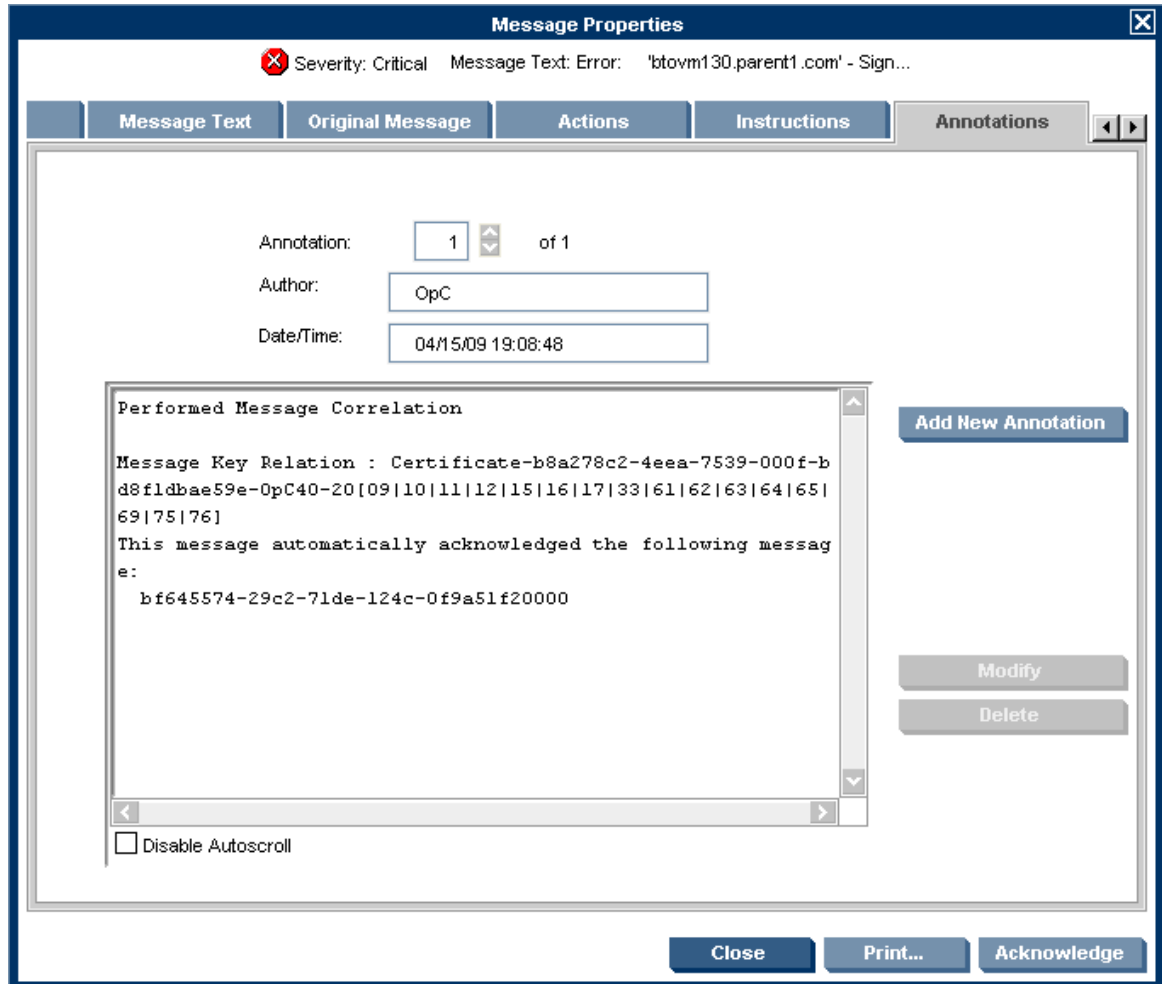 Message Properties
Severity: Critical Message Text: Error: 'btovm130.parent1.com' - Sign...
Message Text Original Message Actions Instructions Annotations
Annotation: 1 of 1
Author: OpC
Date/Time: 04/15/09 19:08:48
Performed Message Correlation
Message Key Relation : Certificate-b8a278c2-4eea-7539-000f-b
d8f1dbae59e-OpC40-20[09|10|11|12|15|16|17|33|61|62|63|64|65|
69|75|76]
This message automatically acknowledged the following messag
e:
bf645574-29c2-71de-124c-0f9a51f20000
Add New Annotation
Modify
Delete
Disable Autoscroll
Close Print... Acknowledge